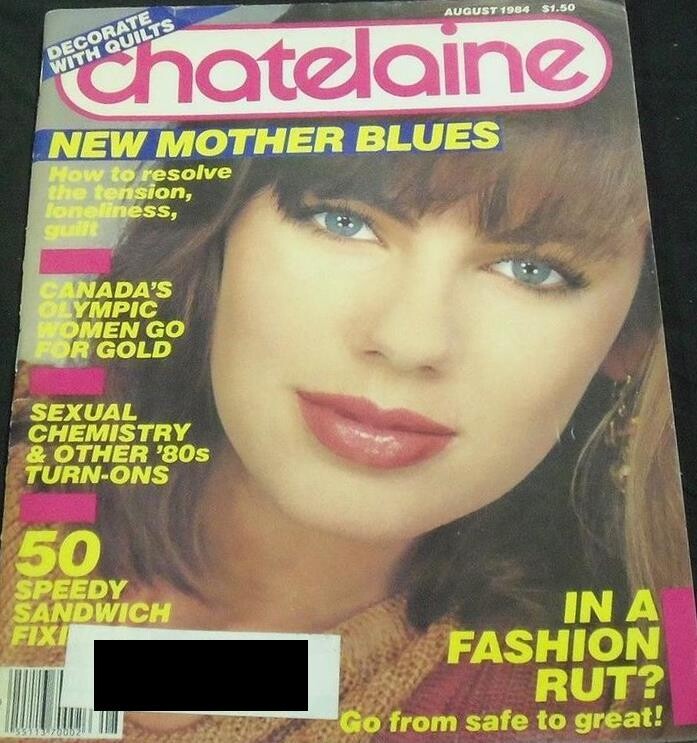 AUGUST 1984 $1.50
DECORATE
WITH QUILTS
chatelaine
NEW MOTHER BLUES
How to resolve
the tension,
loneliness,
guilt
CANADA'S
OLYMPIC
WOMEN GO
FOR GOLD
SEXUAL
CHEMISTRY
& OTHER '80s
TURN-ONS
50
SPEEDY
SANDWICH
IN A
FASHION
RUT?
Go from safe to great!